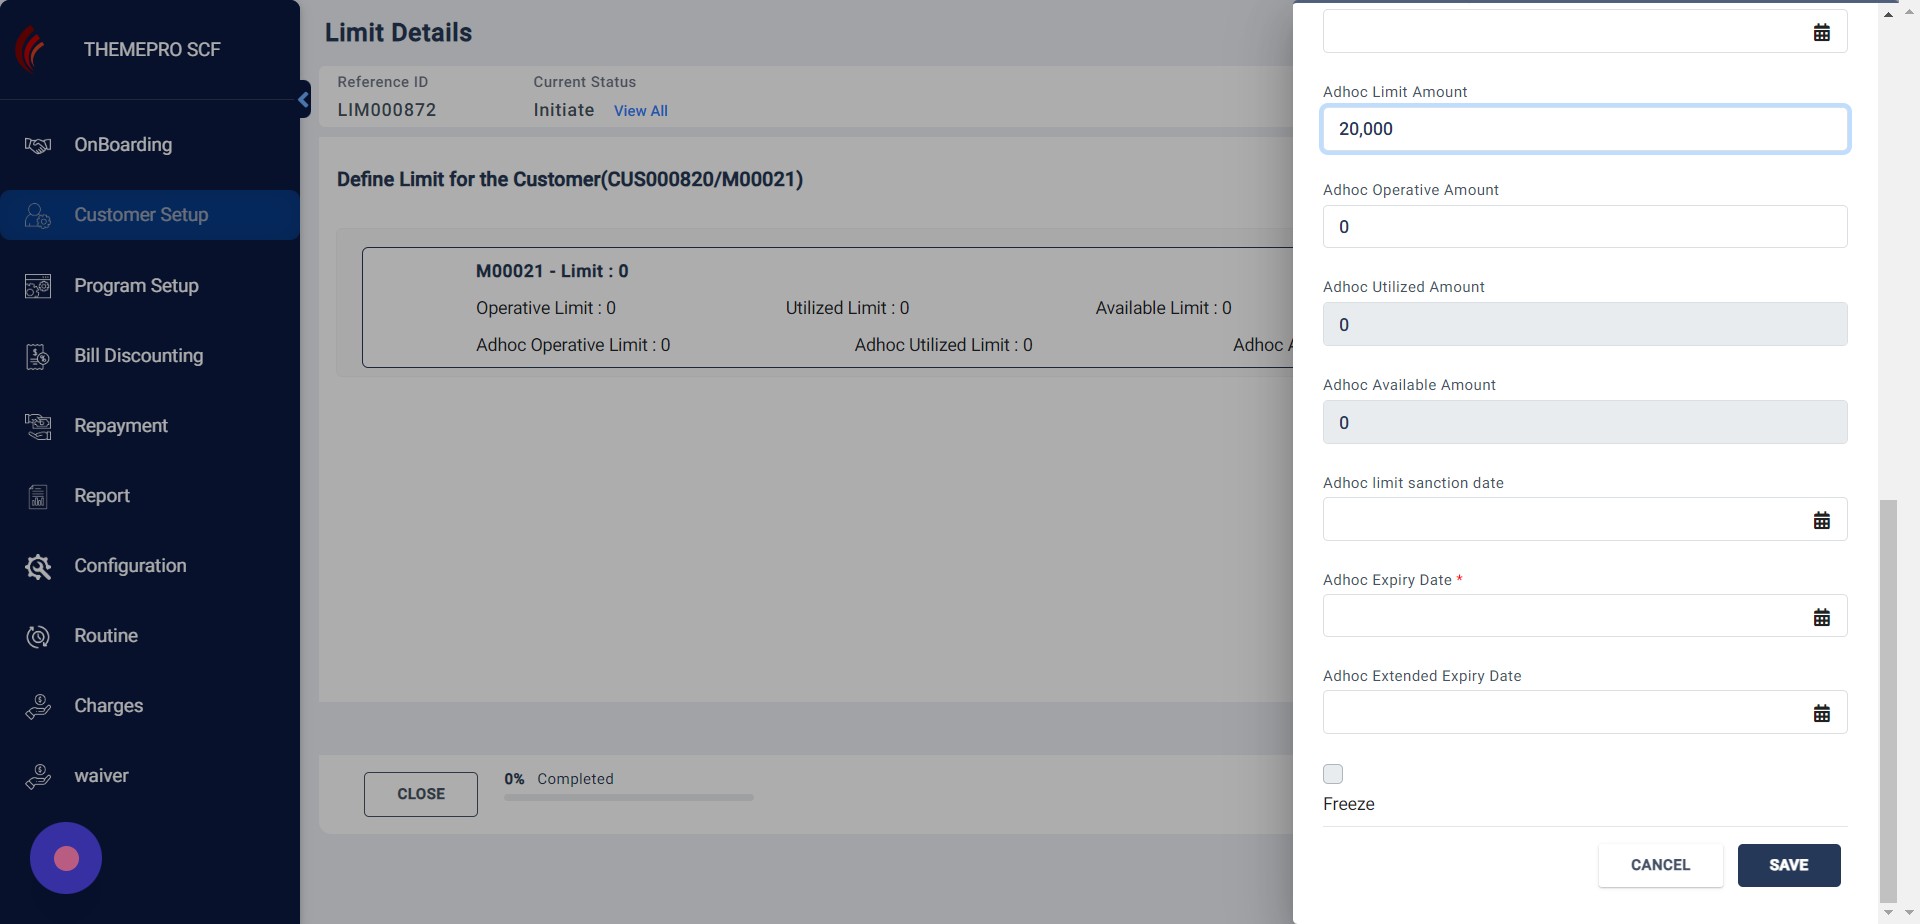 THEMEPRO SCF
OnBoarding
Customer Setup
Program Setup
Bill Discounting
Repayment
Report
Configuration
Routine
Charges
waiver
Limit Details
Reference ID
LIM000872
Current Status
Initiate View All
Define Limit for the Customer(CUS000820/M00021)
M00021 - Limit : 0
Operative Limit : 0 Utilized Limit : 0 Available Limit : 0
Adhoc Operative Limit : 0 Adhoc Utilized Limit : 0 Adhoc
CLOSE
0% Completed
Adhoc Limit Amount
20,000
Adhoc Operative Amount
0
Adhoc Utilized Amount
0
Adhoc Available Amount
0
Adhoc limit sanction date
Adhoc Expiry Date *
Adhoc Extended Expiry Date
Freeze
CANCEL SAVE